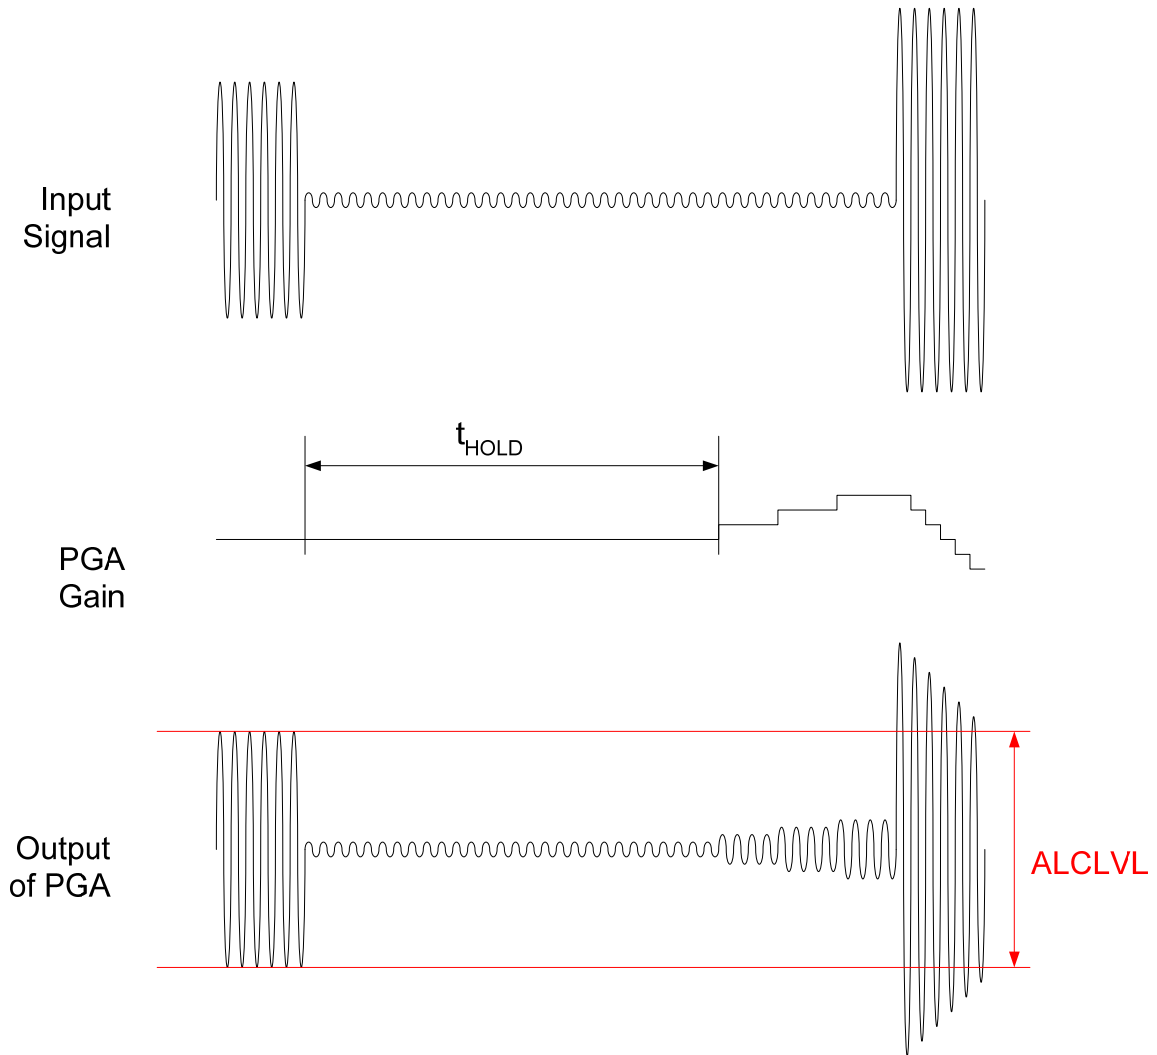 Input
Signal
tHOLD
PGA
Gain
Output
of PGA
ALCLVL